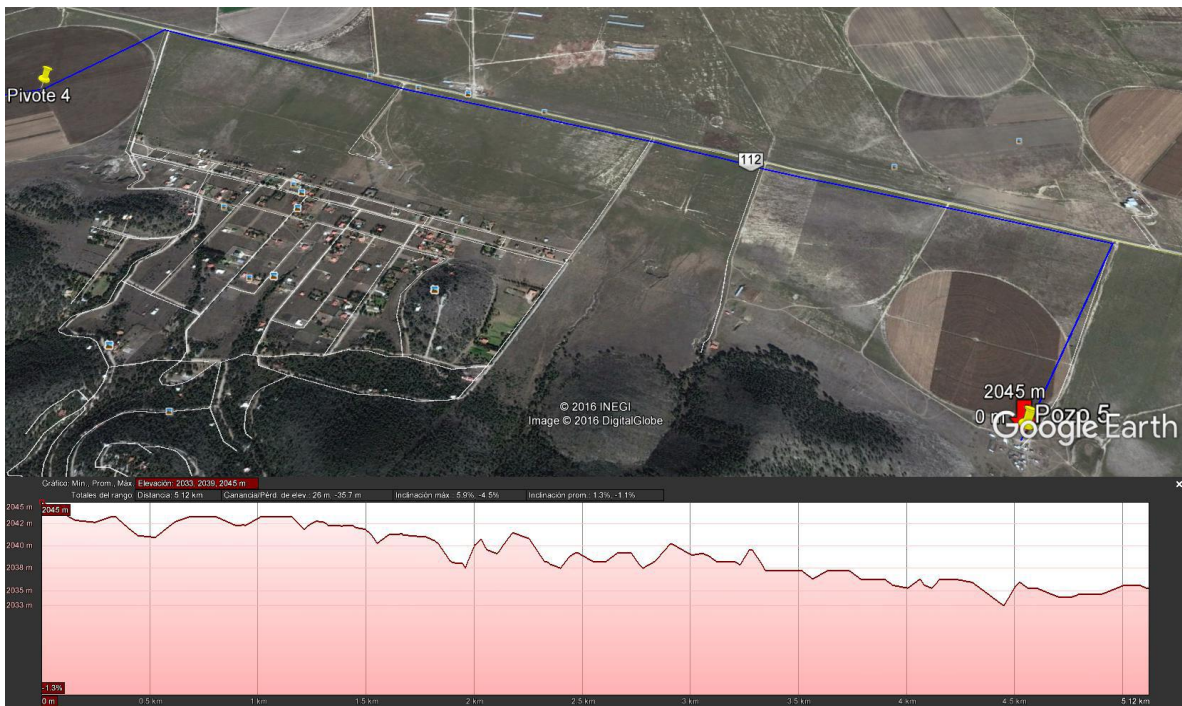 Pivote 4
112
2045 m
0 m
Pozo 5
© 2016 INEGI
Image © 2016 DigitalGlobe
Google Earth
Gráfico: Mín., Prom., Máx. Elevación: 2033, 2039, 2045 m
Totales del rango: Distancia: 5.12 km Ganancia/Pérd. de elev.: 26 m, -35.7 m Inclinación máx.: 5.9%, -4.5% Inclinación prom.: 1.3%, -1.1%
2045 m
2045 m
2042 m
2040 m
2038 m
2035 m
2033 m
-1.3%
0 m 0.5 km 1 km 1.5 km 2 km 2.5 km 3 km 3.5 km 4 km 4.5 km 5.12 km